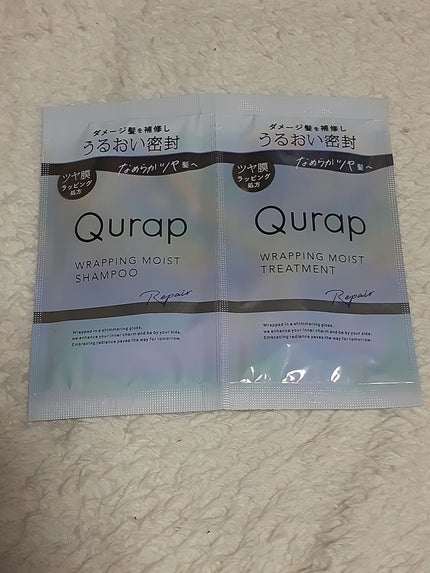 ダメージ髪を補修し
うるおい密封
なめらかツヤ髪へ
ツヤ膜
ラッピング
処方
Qurap
WRAPPING MOIST
SHAMPOO
Repair
Wrapped in a shimmering gloss,
we enhance your inner charm and be by your side.
Embracing radiance paves the way for tomorrow.
ダメージ髪を補修し
うるおい密封
なめらかツヤ髪へ
ツヤ膜
ラッピング
処方
Qurap
WRAPPING MOIST
TREATMENT
Repair
Wrapped in a shimmering gloss,
we enhance your inner charm and be by your side.
Embracing radiance paves the way for tomorrow.